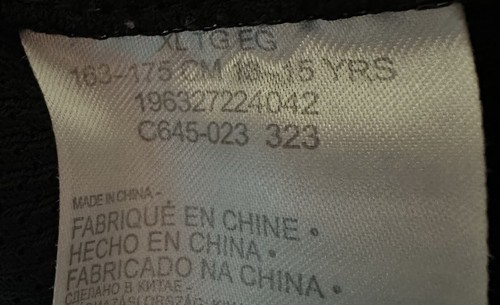 XL TG EG
163-175 CM 13-15 YRS
196327224042
C645-023 323
MADE IN CHINA -
FABRIQUÉ EN CHINE •
HECHO EN CHINA •
FABRICADO NA CHINA •
СДЕЛАНО В КИТАЕ -